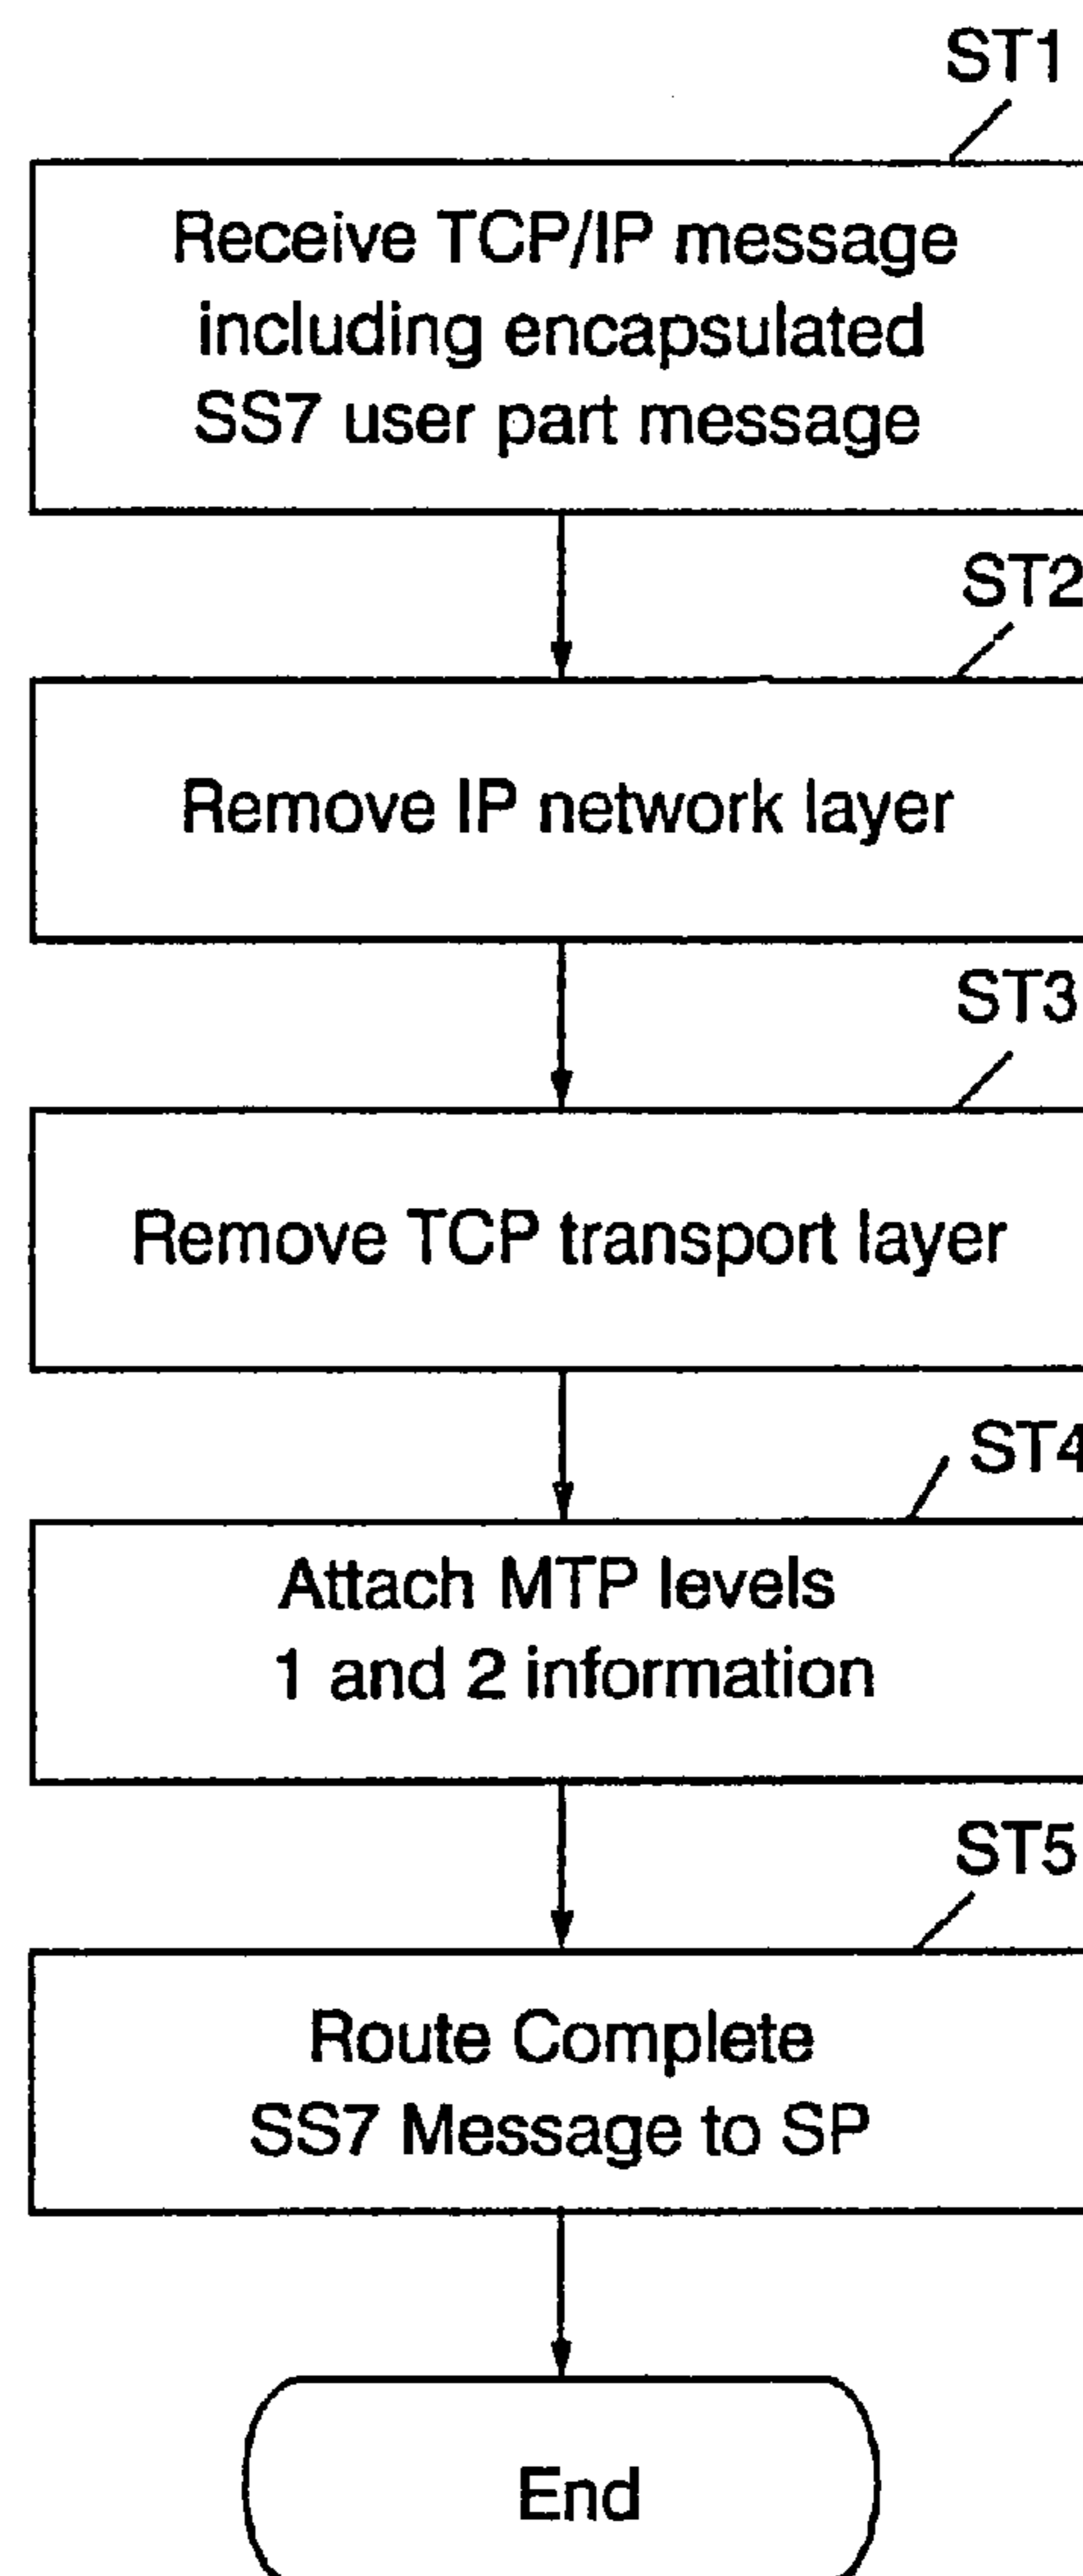 ST1
Receive TCP/IP message
including encapsulated
SS7 user part message
ST2
Remove IP network layer
ST3
Remove TCP transport layer
ST4
Attach MTP levels
1 and 2 information
ST5
Route Complete
SS7 Message to SP
End